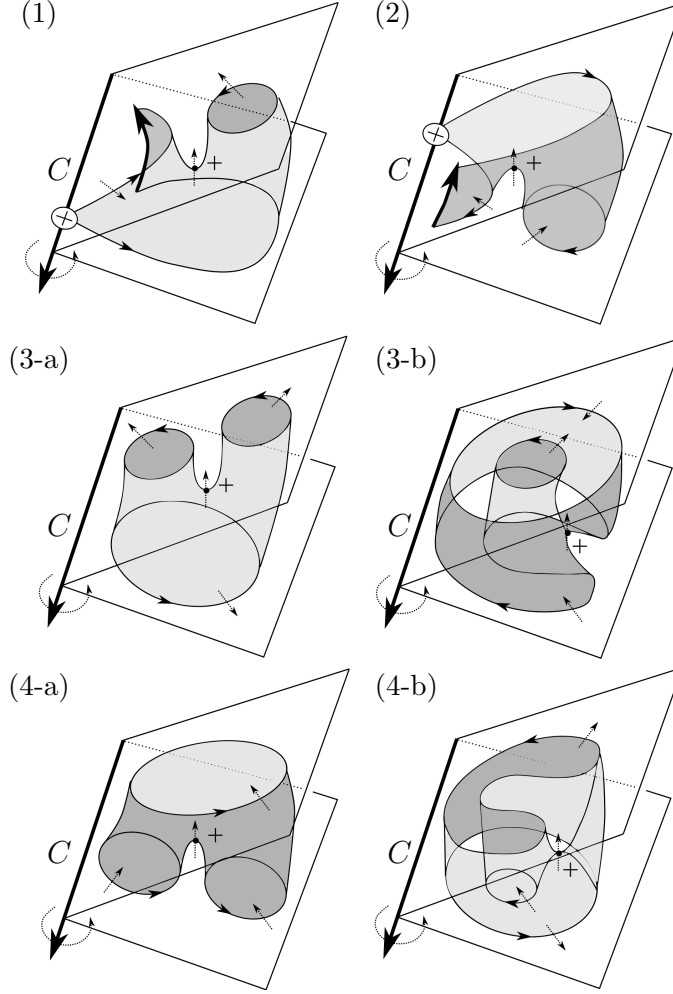 (1) (2)
C + + C + +
(3-a) (3-b)
C + C +
(4-a) (4-b)
C + C +